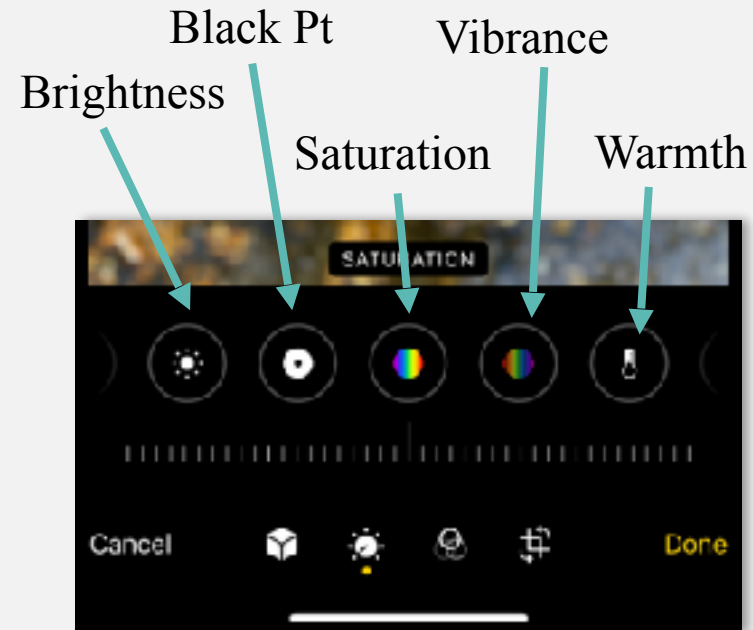 Black Pt
Vibrance
Brightness
Saturation
Warmth
SATURATION
Cancel
Done